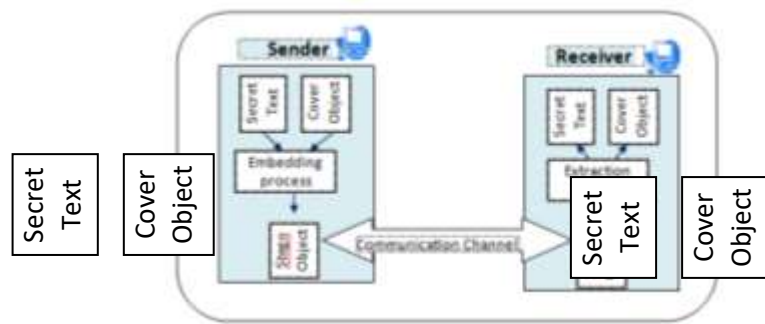 Sender
Receiver
Secret
Text
Cover
Object
Secret
Text
Cover
Object
Embedding
process
Extraction
Secret
Text
Cover
Object
Secret
Text
Cover
Object
Stego
Object
Communication Channel